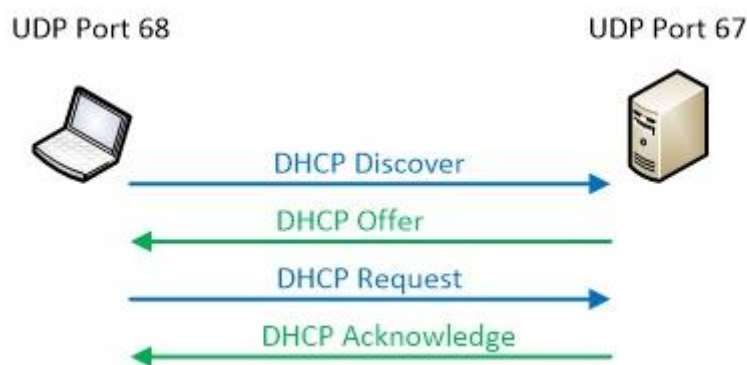 UDP Port 68
UDP Port 67
DHCP Discover
DHCP Offer
DHCP Request
DHCP Acknowledge